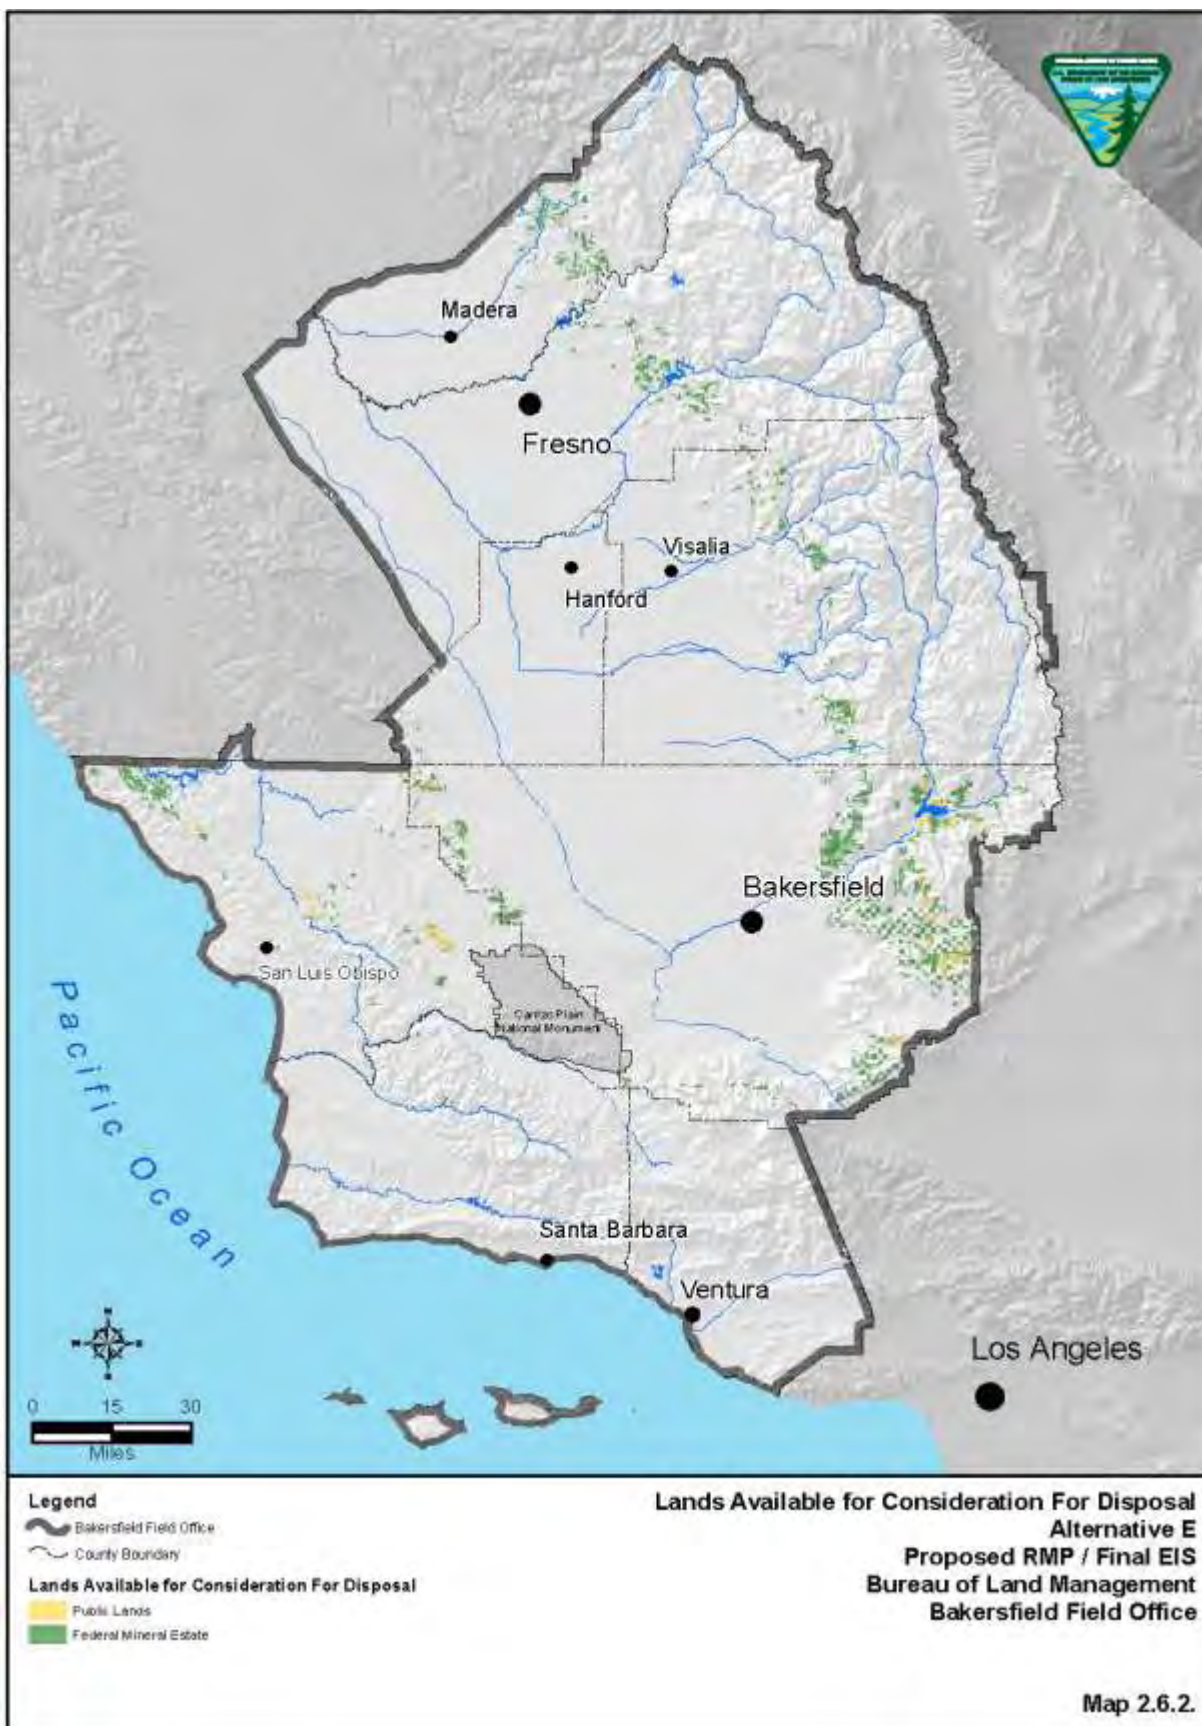 Madera
Fresno
Visalia
Hanford
Bakersfield
San Luis Obispo
Carrizo Plain
National Monument
Pacific Ocean
Santa Barbara
Ventura
Los Angeles
N
W
E
S
0 15 30
Miles
Legend
Bakersfield Field Office
County Boundary
Lands Available for Consideration For Disposal
Public Lands
Federal Mineral Estate
Lands Available for Consideration For Disposal
Alternative E
Proposed RMP / Final EIS
Bureau of Land Management
Bakersfield Field Office
Map 2.6.2.